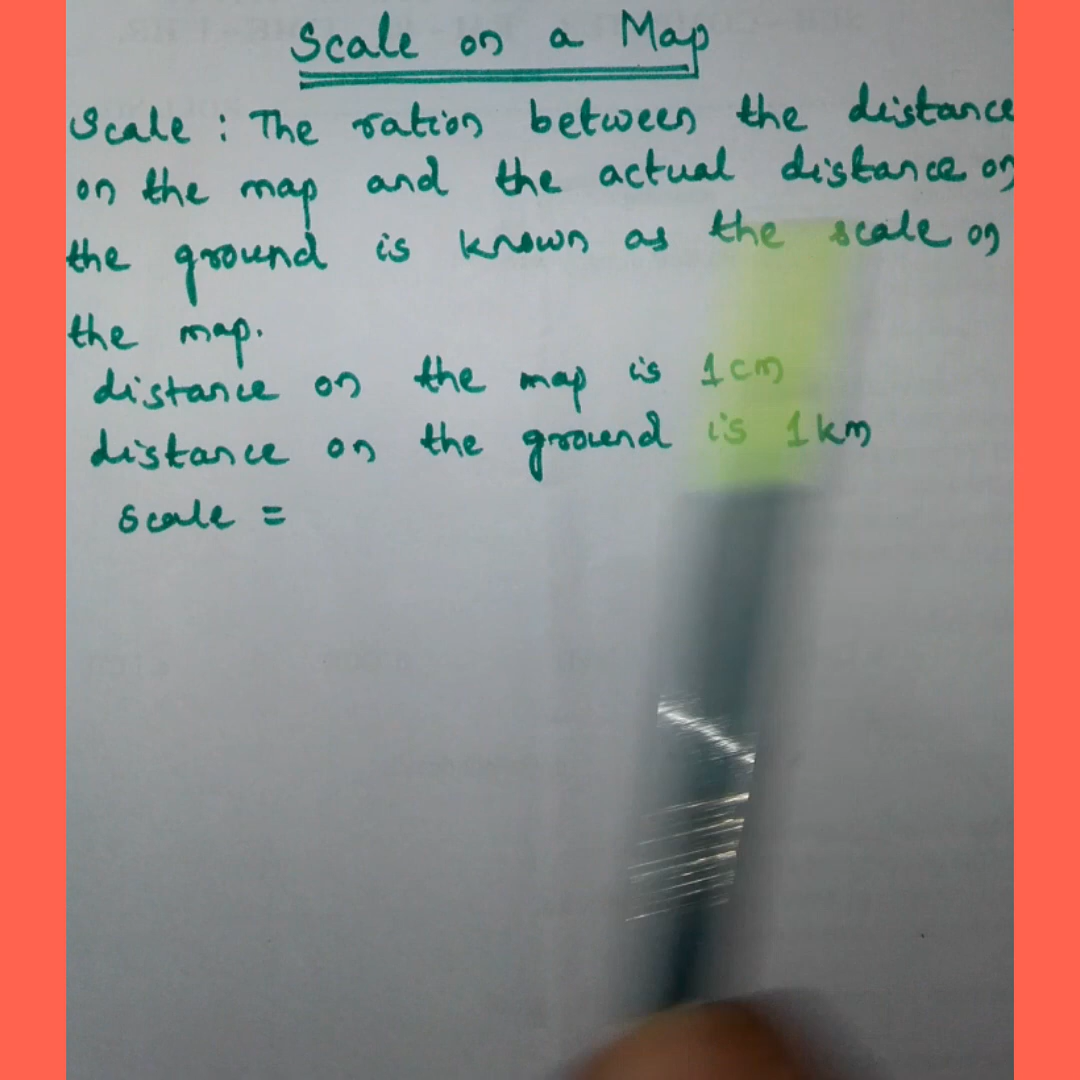 Scale on a Map
Scale : The ration between the distance
on the map and the actual distance on
the ground is known as the scale on
the map.
distance on the map is 1cm
distance on the ground is 1km
scale =